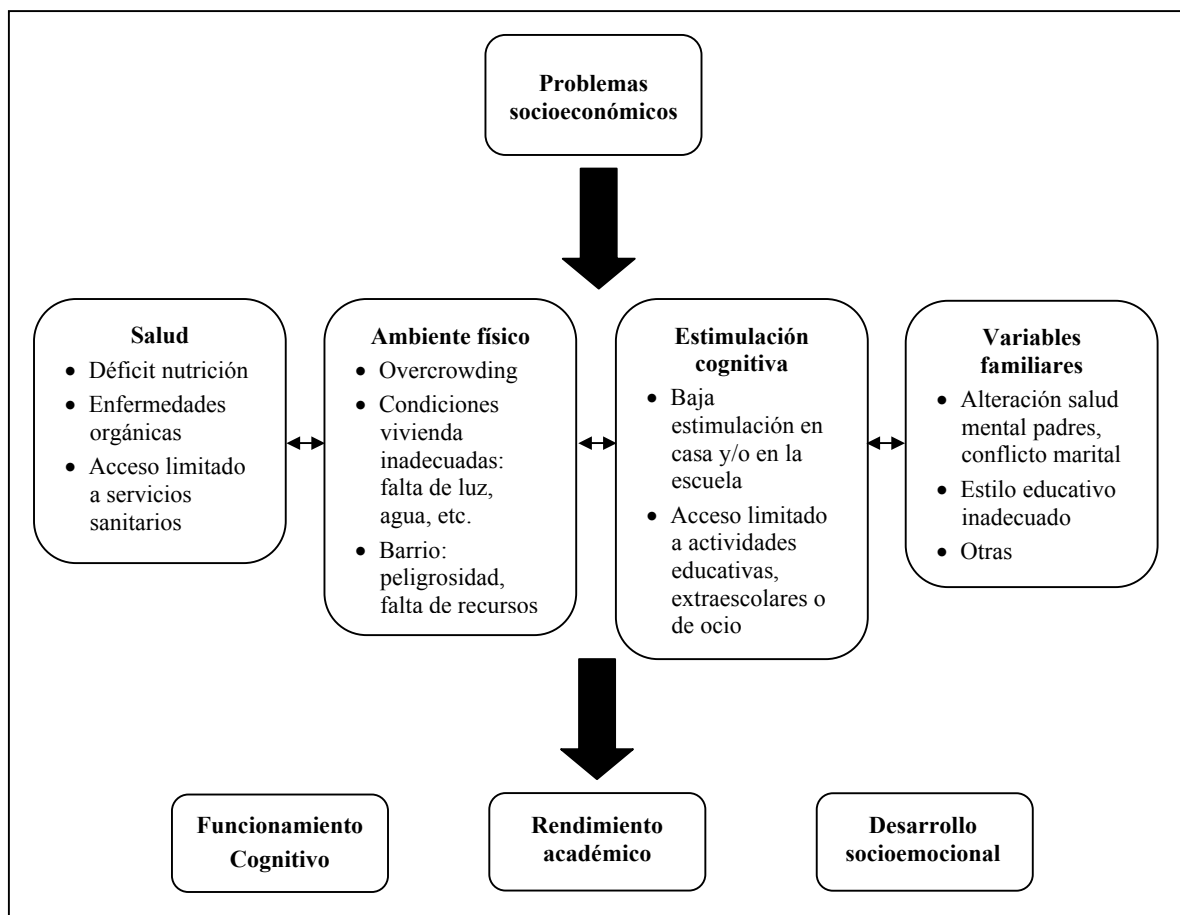 Problemas
socioeconómicos
Salud
• Déficit nutrición
• Enfermedades
orgánicas
• Acceso limitado
a servicios
sanitarios
Ambiente físico
• Overcrowding
• Condiciones
vivienda
inadecuadas:
falta de luz,
agua, etc.
• Barrio:
peligrosidad,
falta de recursos
Estimulación
cognitiva
• Baja
estimulación en
casa y/o en la
escuela
• Acceso limitado
a actividades
educativas,
extraescolares o
de ocio
Variables
familiares
• Alteración salud
mental padres,
conflicto marital
• Estilo educativo
inadecuado
• Otras
Funcionamiento
Cognitivo
Rendimiento
académico
Desarrollo
socioemocional